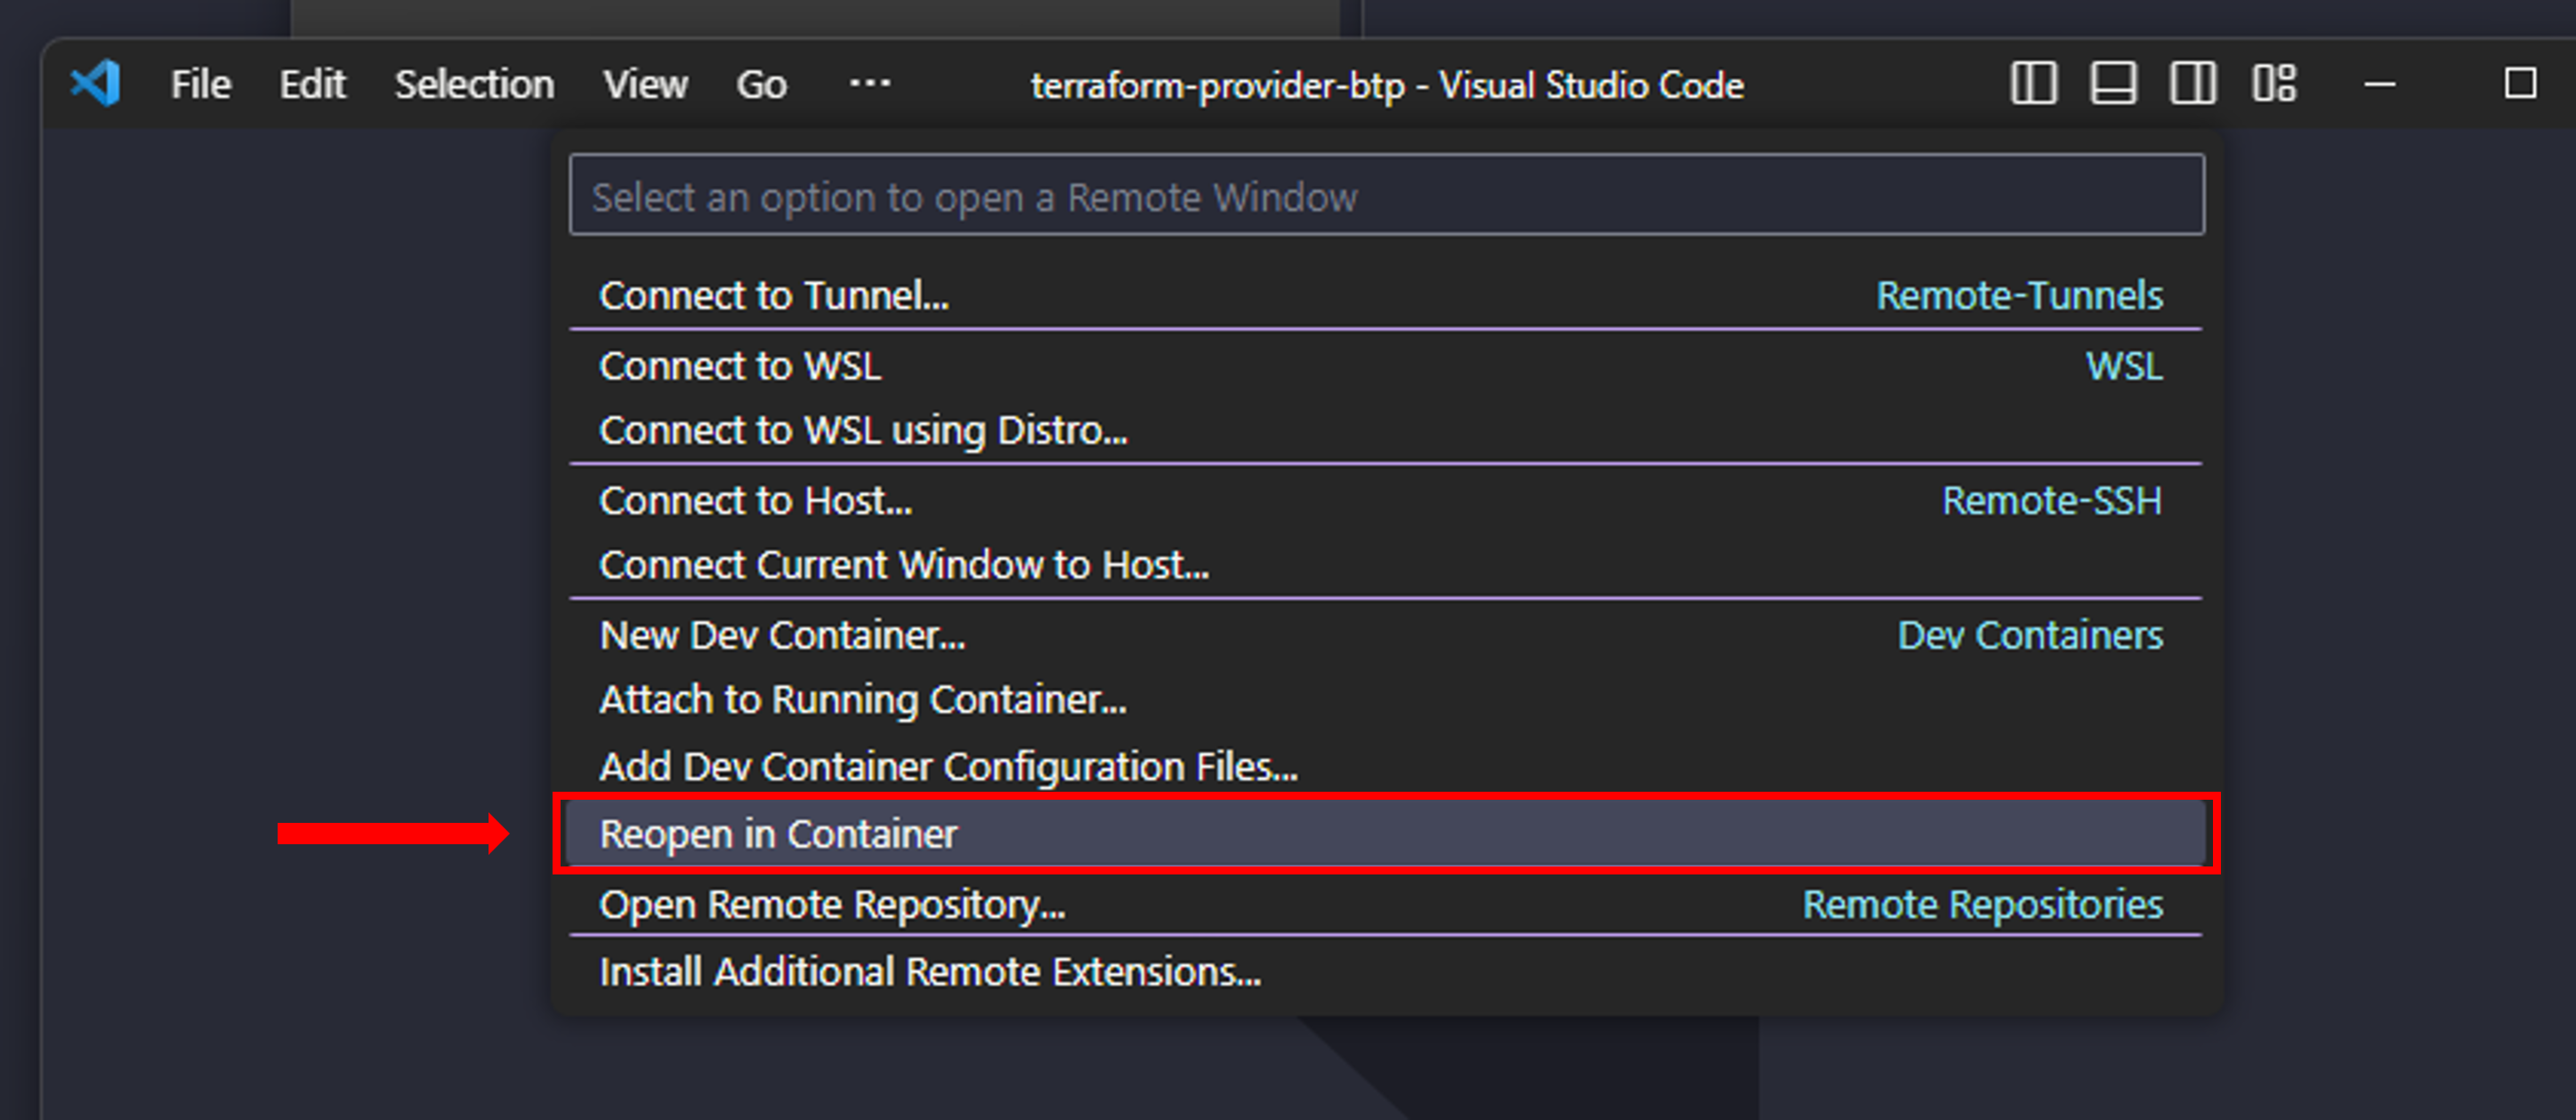 File Edit Selection View Go ··· terraform-provider-btp - Visual Studio Code
Select an option to open a Remote Window
Connect to Tunnel... Remote-Tunnels
Connect to WSL WSL
Connect to WSL using Distro...
Connect to Host... Remote-SSH
Connect Current Window to Host...
New Dev Container... Dev Containers
Attach to Running Container...
Add Dev Container Configuration Files...
Reopen in Container
Open Remote Repository... Remote Repositories
Install Additional Remote Extensions...